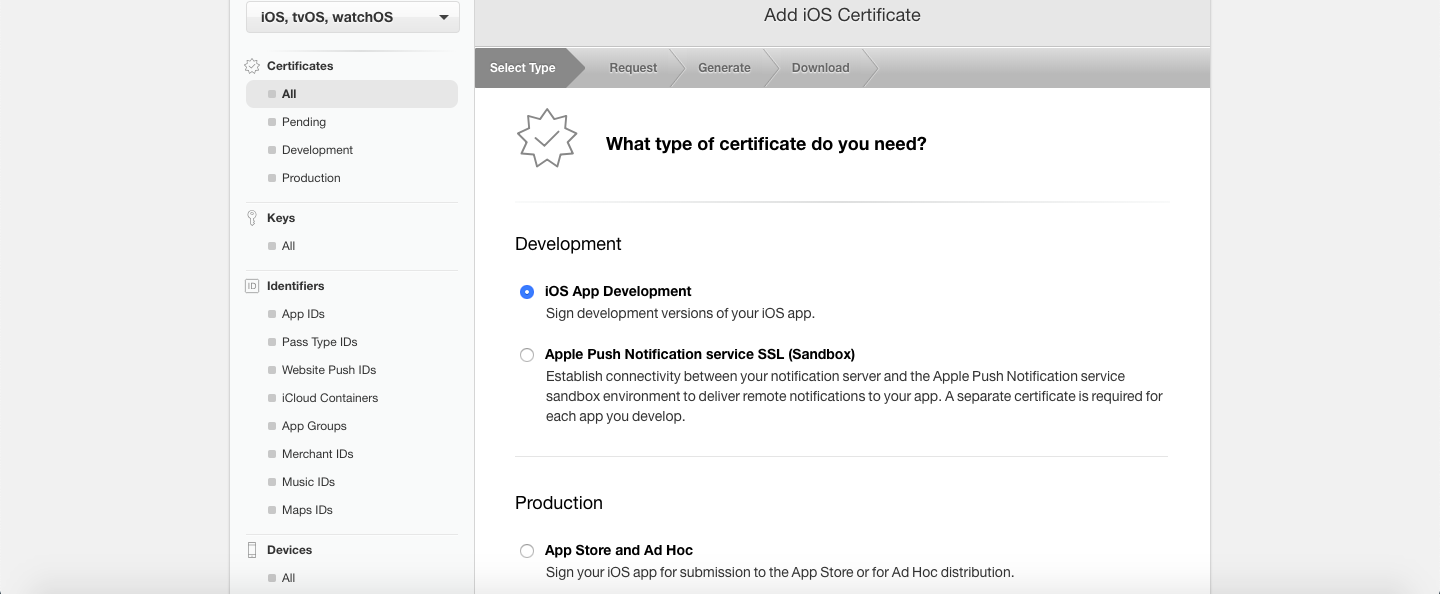 iOS, tvOS, watchOS
Certificates
All
Pending
Development
Production
Keys
All
ID Identifiers
App IDs
Pass Type IDs
Website Push IDs
iCloud Containers
App Groups
Merchant IDs
Music IDs
Maps IDs
Devices
All
Add iOS Certificate
Select Type Request Generate Download
What type of certificate do you need?
Development
iOS App Development
Sign development versions of your iOS app.
Apple Push Notification service SSL (Sandbox)
Establish connectivity between your notification server and the Apple Push Notification service
sandbox environment to deliver remote notifications to your app. A separate certificate is required for
each app you develop.
Production
App Store and Ad Hoc
Sign your iOS app for submission to the App Store or for Ad Hoc distribution.